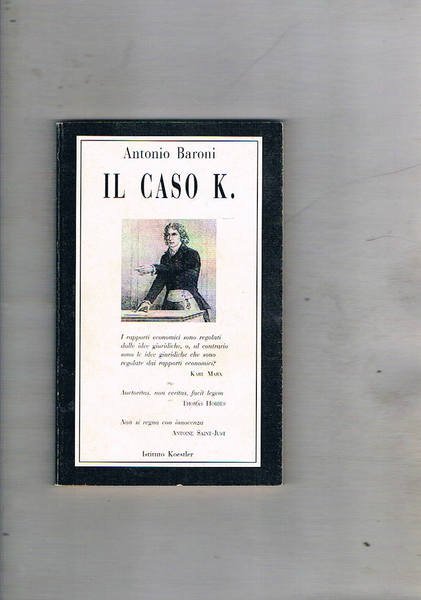 Antonio Baroni
IL CASO K.
I rapporti economici sono regolati
dalle idee giuridiche, o, al contrario
sono le idee giuridiche che sono
regolate dai rapporti economici?
KARL MARX
Auctoritas, non veritas, facit legem
THOMAS HOBBES
Non si regna con innocenza
ANTOINE SAINT-JUST
Istituto Koestler